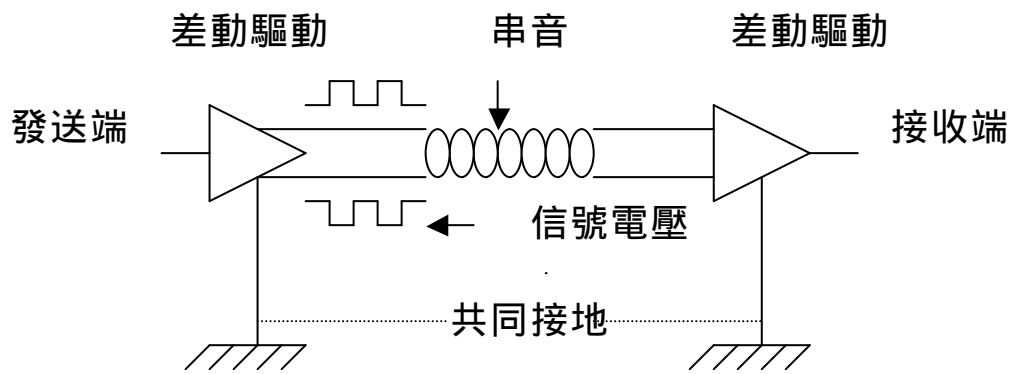 差動驅動
串音
差動驅動
發送端
接收端
信號電壓
共同接地